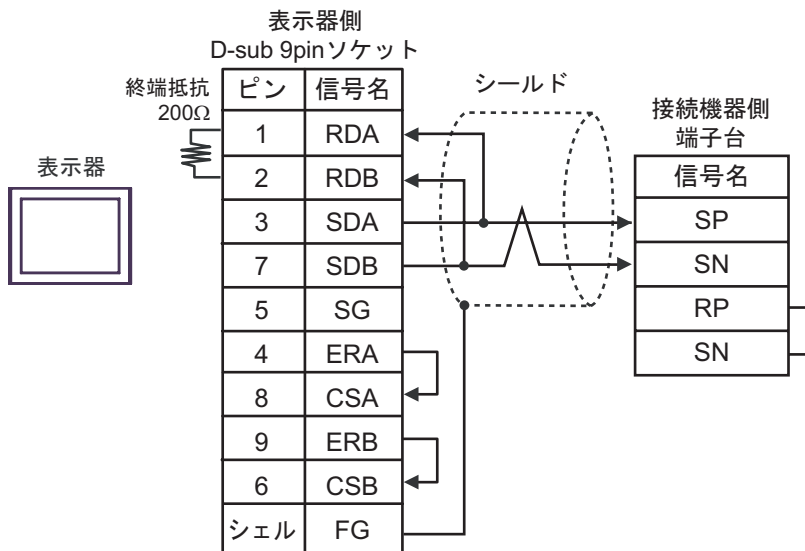 表示器側
D-sub 9pinソケット
終端抵抗
200Ω
ピン 信号名
1 RDA
2 RDB
3 SDA
7 SDB
5 SG
4 ERA
8 CSA
9 ERB
6 CSB
シェル FG
表示器
シールド
接続機器側
端子台
信号名
SP
SN
RP
SN